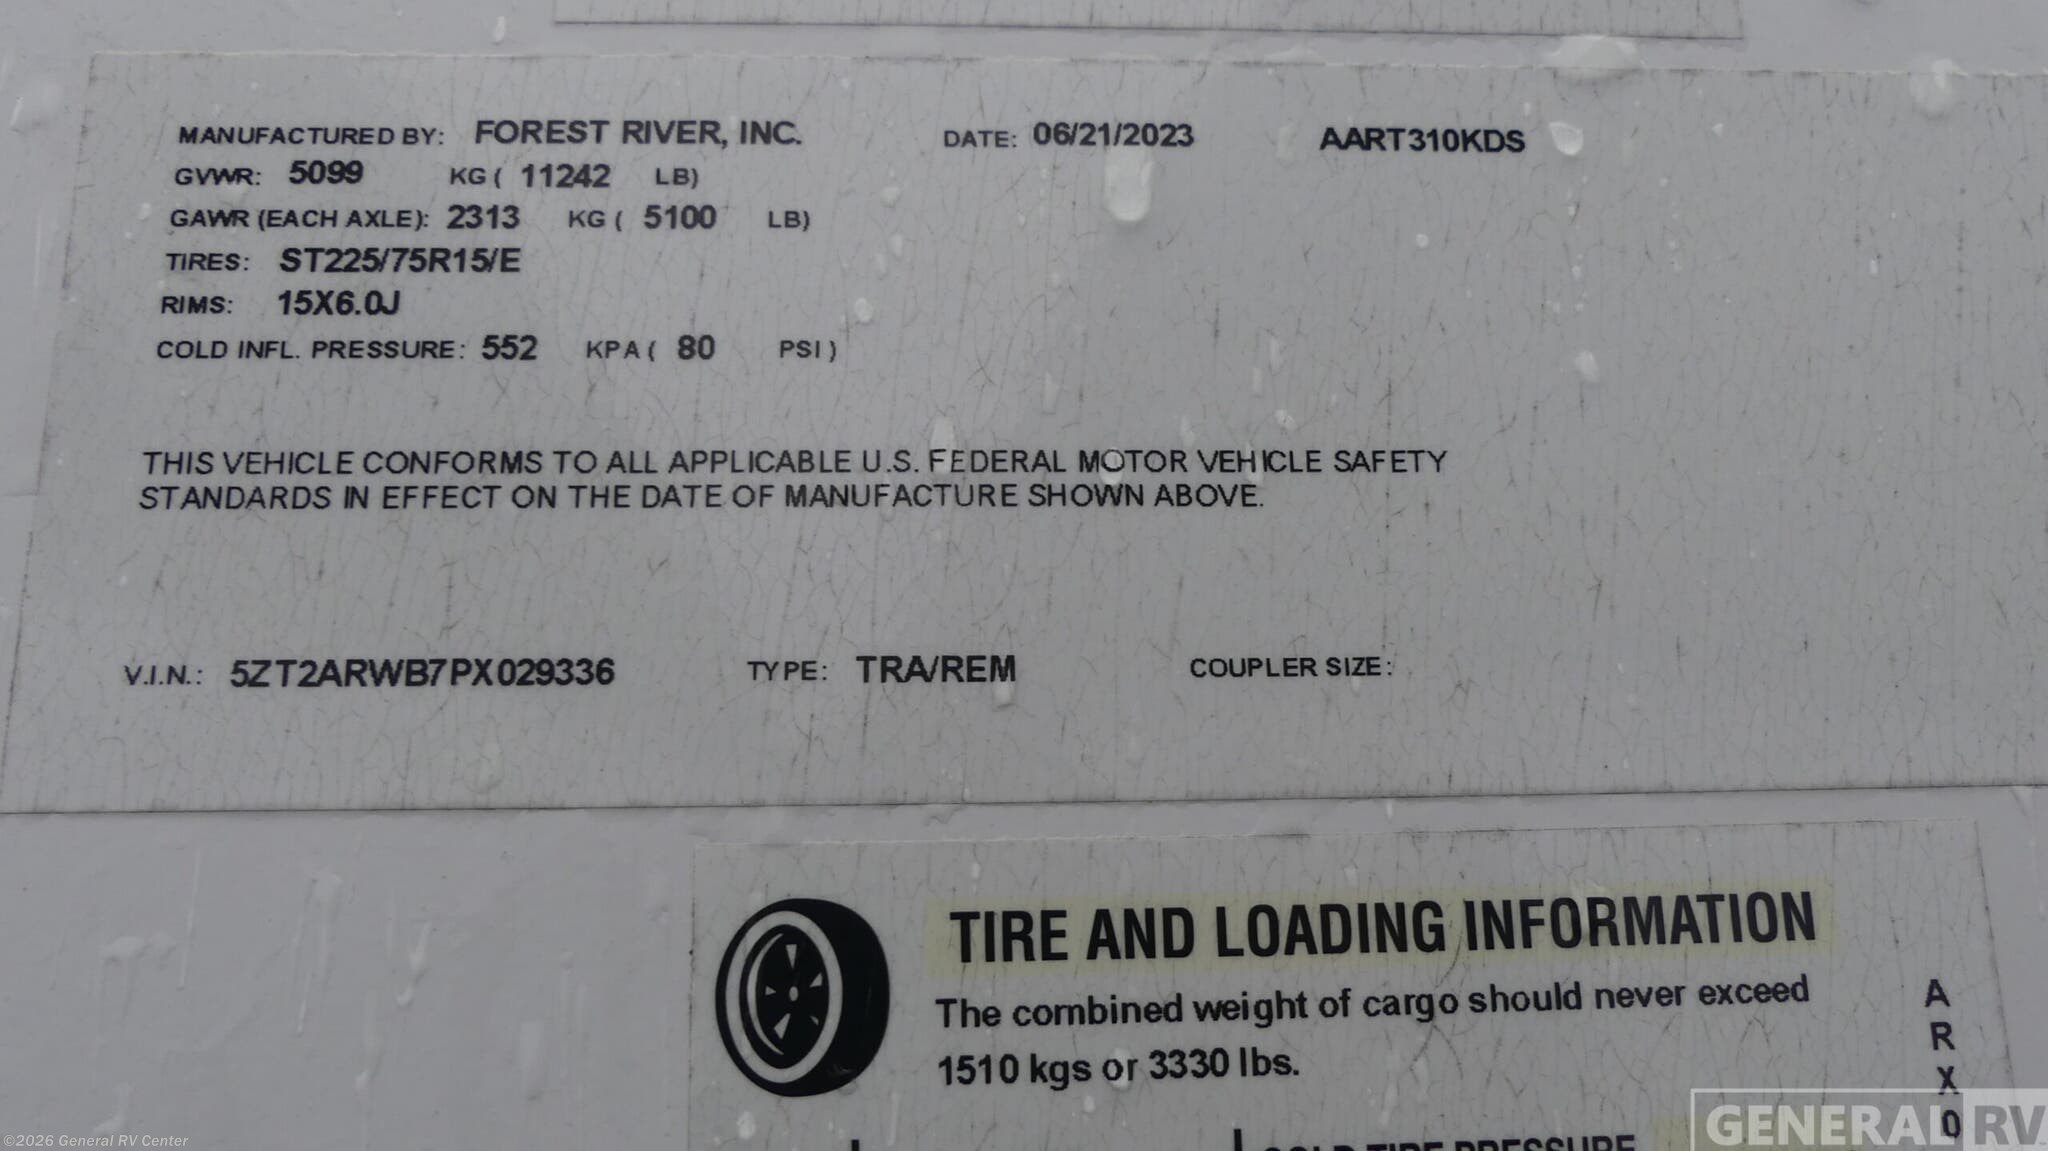 MANUFACTURED BY: FOREST RIVER, INC. DATE: 06/21/2023 AART310KDS
GVWR: 5099 KG ( 11242 LB)
GAWR (EACH AXLE): 2313 KG ( 5100 LB)
TIRES: ST225/75R15/E
RIMS: 15X6.0J
COLD INFL. PRESSURE: 552 KPA ( 80 PSI )
THIS VEHICLE CONFORMS TO ALL APPLICABLE U.S. FEDERAL MOTOR VEHICLE SAFETY
STANDARDS IN EFFECT ON THE DATE OF MANUFACTURE SHOWN ABOVE.
V.I.N.: 5ZT2ARWB7PX029336 TYPE: TRA/REM COUPLER SIZE:
TIRE AND LOADING INFORMATION
The combined weight of cargo should never exceed
1510 kgs or 3330 lbs.
A
R
X
0
COLD TIRE PRESSURE
GENERAL RV
©2026 General RV Center